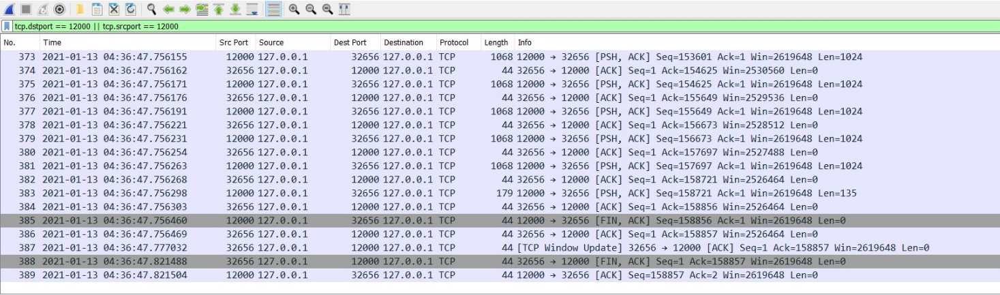 tcp.dstport == 12000 || tcp.srcport == 12000
No. Time Src Port Source Dest Port Destination Protocol Length Info
373 2021-01-13 04:36:47.756155 12000 127.0.0.1 32656 127.0.0.1 TCP 1068 12000 → 32656 [PSH, ACK] Seq=153601 Ack=1 Win=2619648 Len=1024
374 2021-01-13 04:36:47.756162 32656 127.0.0.1 12000 127.0.0.1 TCP 44 32656 → 12000 [ACK] Seq=1 Ack=154625 Win=2530560 Len=0
375 2021-01-13 04:36:47.756171 12000 127.0.0.1 32656 127.0.0.1 TCP 1068 12000 → 32656 [PSH, ACK] Seq=154625 Ack=1 Win=2619648 Len=1024
376 2021-01-13 04:36:47.756176 32656 127.0.0.1 12000 127.0.0.1 TCP 44 32656 → 12000 [ACK] Seq=1 Ack=155649 Win=2529536 Len=0
377 2021-01-13 04:36:47.756191 12000 127.0.0.1 32656 127.0.0.1 TCP 1068 12000 → 32656 [PSH, ACK] Seq=155649 Ack=1 Win=2619648 Len=1024
378 2021-01-13 04:36:47.756221 32656 127.0.0.1 12000 127.0.0.1 TCP 44 32656 → 12000 [ACK] Seq=1 Ack=156673 Win=2528512 Len=0
379 2021-01-13 04:36:47.756231 12000 127.0.0.1 32656 127.0.0.1 TCP 1068 12000 → 32656 [PSH, ACK] Seq=156673 Ack=1 Win=2619648 Len=1024
380 2021-01-13 04:36:47.756254 32656 127.0.0.1 12000 127.0.0.1 TCP 44 32656 → 12000 [ACK] Seq=1 Ack=157697 Win=2527488 Len=0
381 2021-01-13 04:36:47.756263 12000 127.0.0.1 32656 127.0.0.1 TCP 1068 12000 → 32656 [PSH, ACK] Seq=157697 Ack=1 Win=2619648 Len=1024
382 2021-01-13 04:36:47.756268 32656 127.0.0.1 12000 127.0.0.1 TCP 44 32656 → 12000 [ACK] Seq=1 Ack=158721 Win=2526464 Len=0
383 2021-01-13 04:36:47.756298 12000 127.0.0.1 32656 127.0.0.1 TCP 179 12000 → 32656 [PSH, ACK] Seq=158721 Ack=1 Win=2619648 Len=135
384 2021-01-13 04:36:47.756303 32656 127.0.0.1 12000 127.0.0.1 TCP 44 32656 → 12000 [ACK] Seq=1 Ack=158856 Win=2526464 Len=0
385 2021-01-13 04:36:47.756460 12000 127.0.0.1 32656 127.0.0.1 TCP 44 12000 → 32656 [FIN, ACK] Seq=158856 Ack=1 Win=2619648 Len=0
386 2021-01-13 04:36:47.756469 32656 127.0.0.1 12000 127.0.0.1 TCP 44 32656 → 12000 [ACK] Seq=1 Ack=158857 Win=2526464 Len=0
387 2021-01-13 04:36:47.777032 32656 127.0.0.1 12000 127.0.0.1 TCP 44 [TCP Window Update] 32656 → 12000 [ACK] Seq=1 Ack=158857 Win=2619648 Len=0
388 2021-01-13 04:36:47.821488 32656 127.0.0.1 12000 127.0.0.1 TCP 44 32656 → 12000 [FIN, ACK] Seq=1 Ack=158857 Win=2619648 Len=0
389 2021-01-13 04:36:47.821504 12000 127.0.0.1 32656 127.0.0.1 TCP 44 12000 → 32656 [ACK] Seq=158857 Ack=2 Win=2619648 Len=0